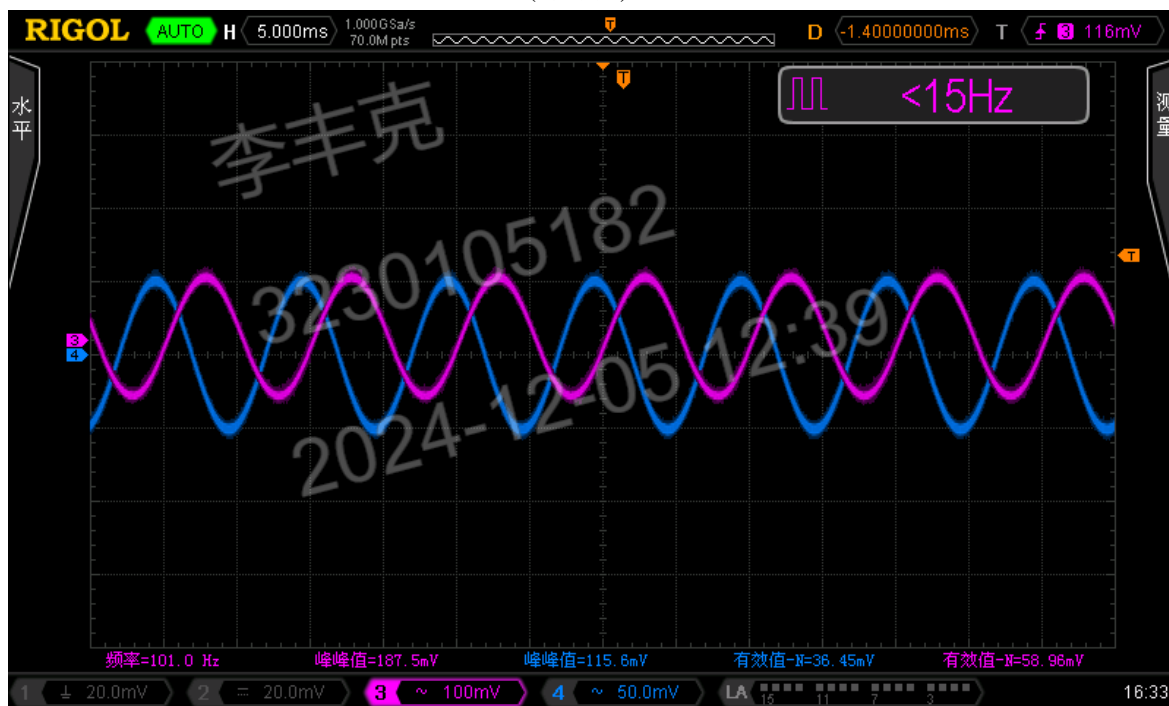 RIGOL AUTO H 5.000ms 1.000GSa/s 70.0M pts D -1.40000000ms T 3 116mV
T
水平
T
<15Hz
测量
李丰克
3230105182
2024-12-05 12:39
T
3
4
频率=101.0 Hz 峰峰值=187.5mV 峰峰值=115.6mV 有效值-N=36.45mV 有效值-N=58.96mV
1 20.0mV 2 = 20.0mV 3 ~ 100mV 4 ~ 50.0mV LA 15 11 7 3 16:33